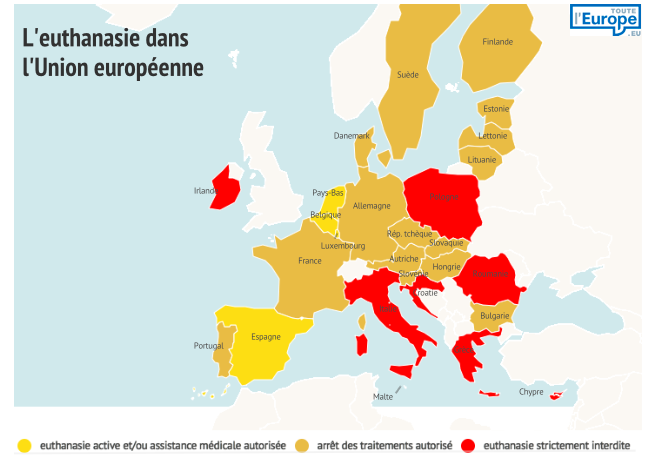 L'euthanasie dans
l'Union européenne
TOUTE
l'Europe
.EU
Finlande
Suède
Estonie
Lettonie
Lituanie
Danemark
Irlande
Pays-Bas
Belgique
Allemagne
Luxembourg
Rép. tchèque
Slovaquie
France
Autriche
Hongrie
Slovénie
Croatie
Roumanie
Bulgarie
Espagne
Portugal
Malte
Chypre
euthanasie active et/ou assistance médicale autorisée
arrêt des traitements autorisé
euthanasie strictement interdite